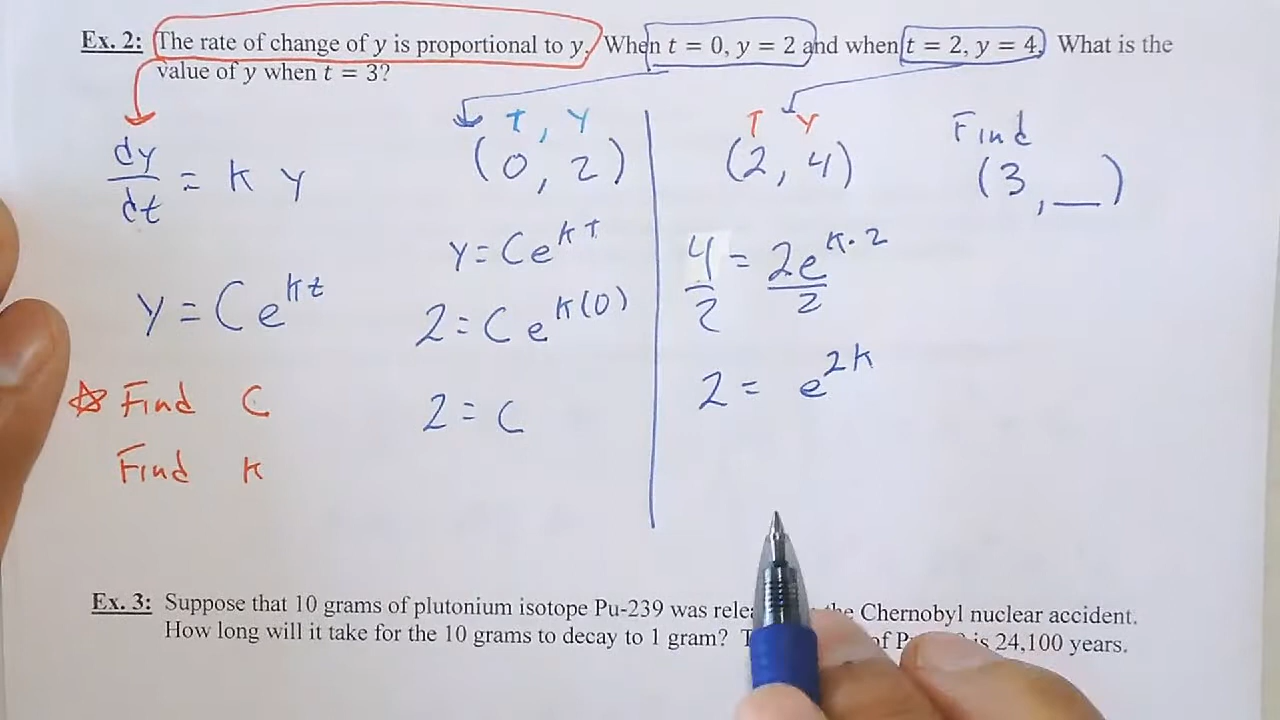 Ex. 2: The rate of change of y is proportional to y. When t = 0, y = 2 and when t = 2, y = 4. What is the
value of y when t = 3?
dy/dt = K y
y = Ce^{kt}
☆ Find C
Find K
T, Y
(0, 2)
y = Ce^{kt}
2 = Ce^{k(0)}
2 = C
T Y
(2, 4)
4/2 = 2e^{k·2}/2
2 = e^{2k}
Find
(3, __)
Ex. 3: Suppose that 10 grams of plutonium isotope Pu-239 was the Chernobyl nuclear accident.
How long will it take for the 10 grams to decay to 1 gram? of is 24,100 years.